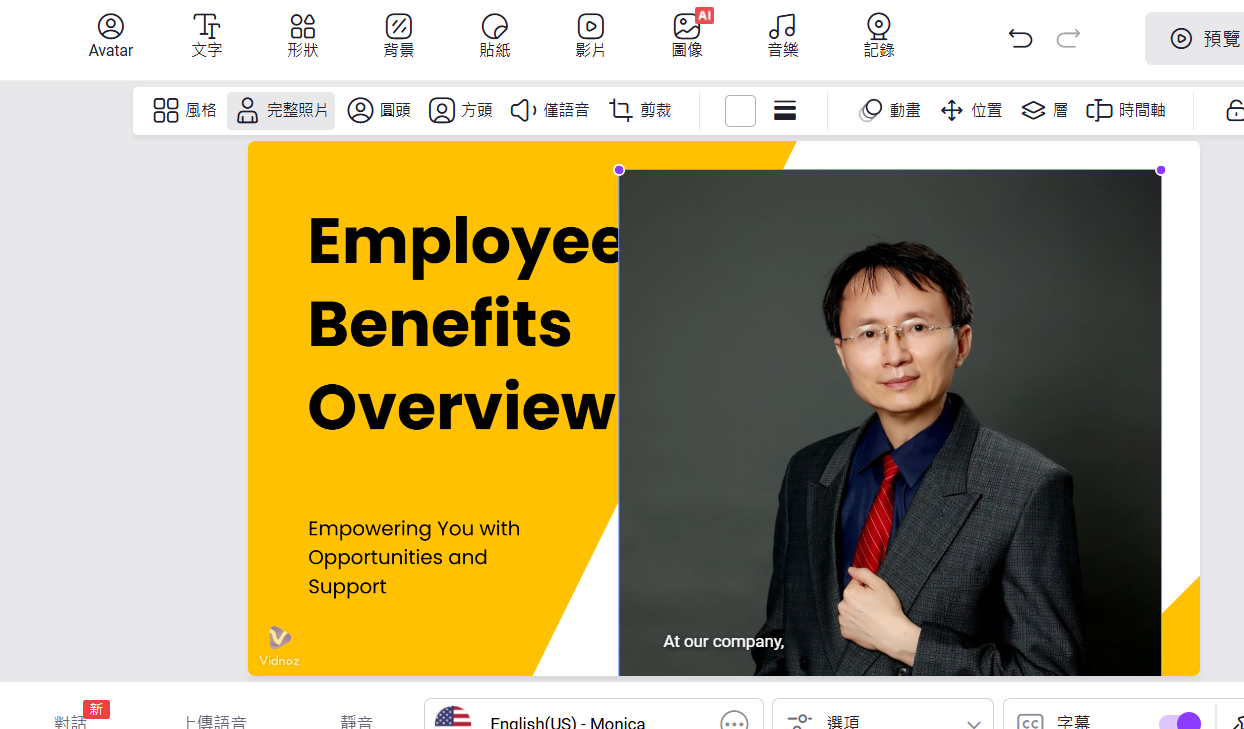 Avatar
文字
形狀
背景
貼紙
影片
AI
圖像
音樂
記錄
預覽
風格
完整照片
圓頭
方頭
僅語音
剪裁
動畫
位置
層
時間軸
Employee
Benefits
Overview
Empowering You with
Opportunities and
Support
At our company,
Vidnoz
對話
新
上傳語音
靜音
English(US) - Monica
選項
CC
字幕